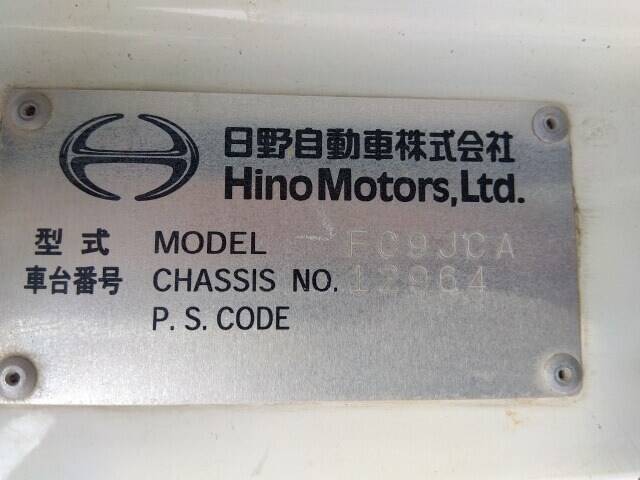 日野自動車株式会社
Hino Motors, Ltd.
型式 MODEL FC9JCA
車台番号 CHASSIS NO. 12964
P. S. CODE